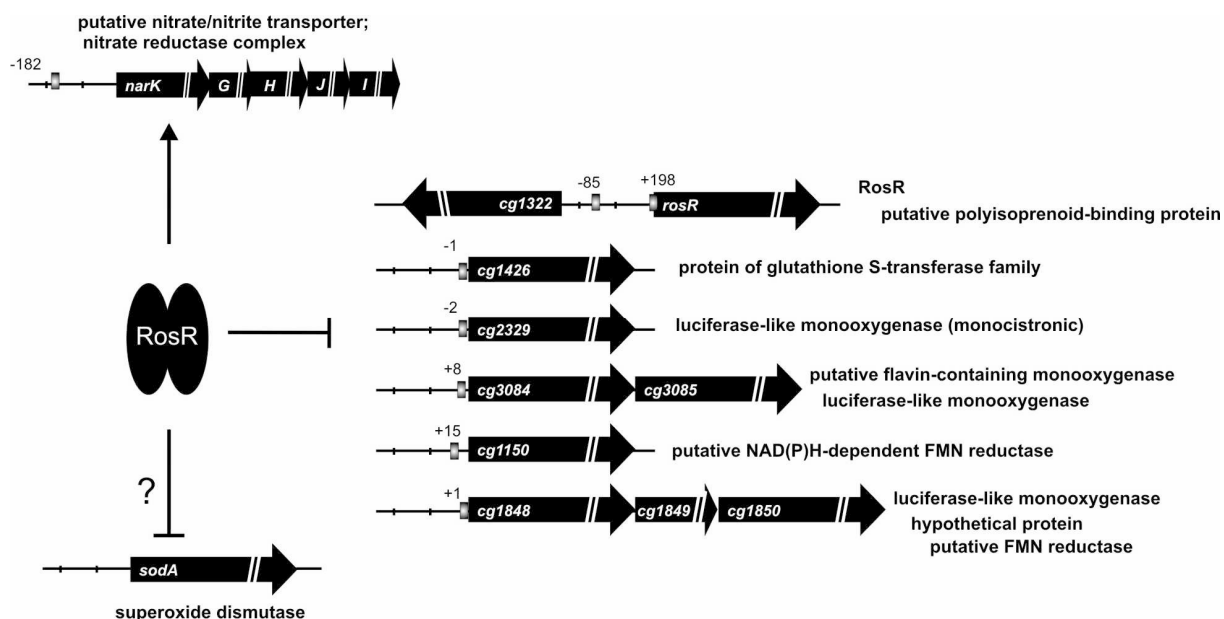 putative nitrate/nitrite transporter;
nitrate reductase complex
-182
narK G H J I
-85 +198
cg1322 rosR
RosR
putative polyisoprenoid-binding protein
-1
cg1426
protein of glutathione S-transferase family
RosR
-2
cg2329
luciferase-like monooxygenase (monocistronic)
+8
cg3084 cg3085
putative flavin-containing monooxygenase
luciferase-like monooxygenase
+15
cg1150
putative NAD(P)H-dependent FMN reductase
?
+1
cg1848 cg1849 cg1850
luciferase-like monooxygenase
hypothetical protein
putative FMN reductase
sodA
superoxide dismutase